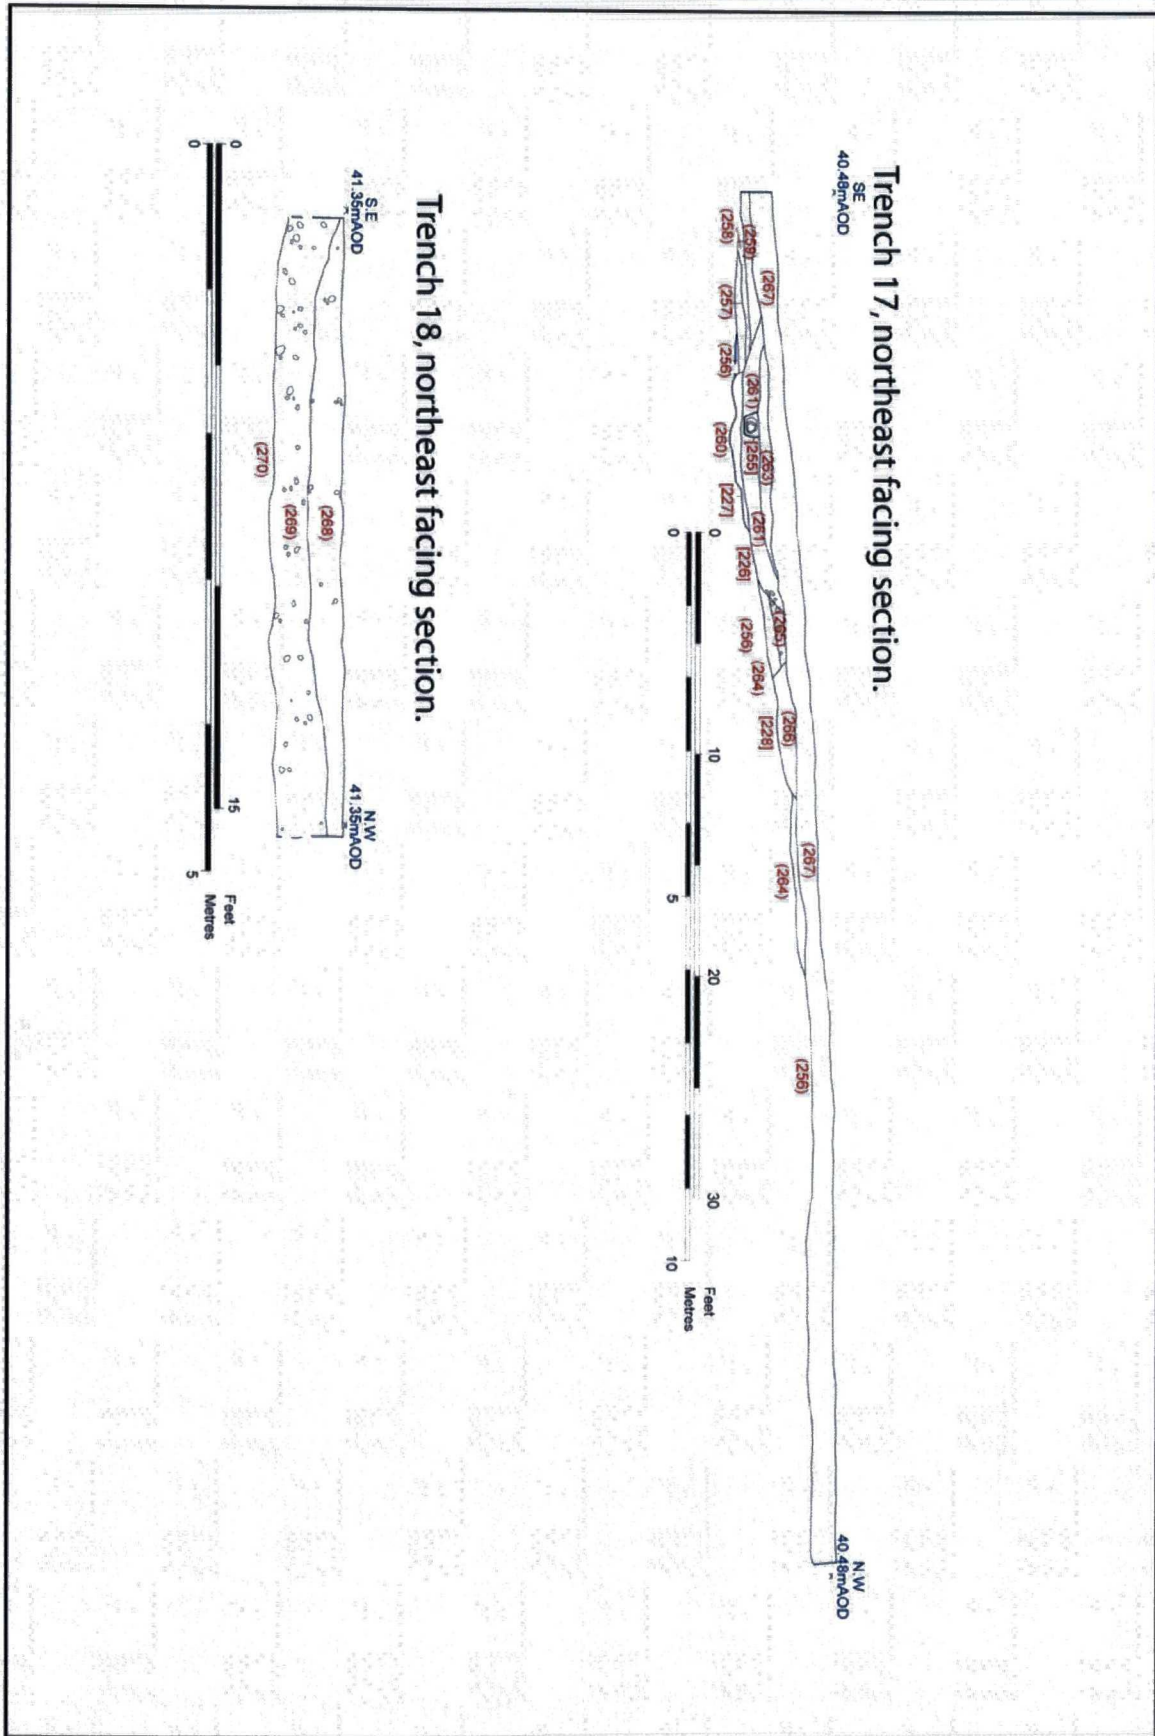 Trench 17, northeast facing section.
SE
40.48mAOD
N.W
40.48mAOD
(267)
(259)
(258)
(257)
(256)
(261)
[255]
(263)
(260)
[227]
(261)
[226]
(265)
(256)
(264)
(266)
[228]
(267)
(264)
(256)
0
10
20
30
Feet
0
5
10
Metres
Trench 18, northeast facing section.
S.E
41.35mAOD
N.W
41.35mAOD
(268)
(269)
(270)
0
15
Feet
0
5
Metres